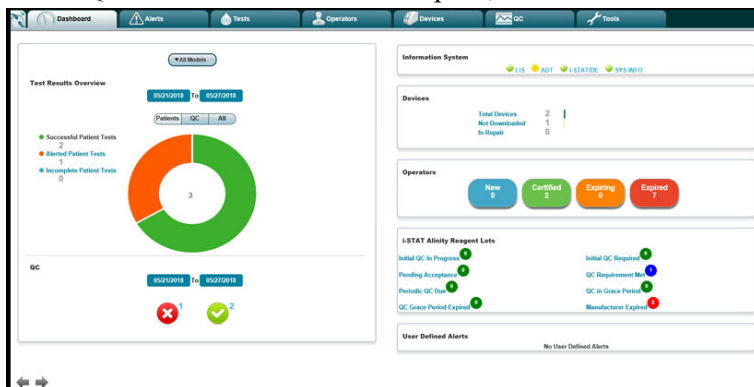 Dashboard Alerts Tests Operators Devices QC Tools
▼All Models
Test Results Overview
05/21/2018 To 05/27/2018
Patients QC All
Successful Patient Tests
2
Alerted Patient Tests
1
Incomplete Patient Tests
0
3
QC
05/21/2018 To 05/27/2018
1 2
Information System
LIS ADT i-STAT/DE SYS INFO
Devices
Total Devices 2
Not Downloaded 1
In Repair 0
Operators
New Certified Expiring Expired
0 2 0 7
i-STAT Alinity Reagent Lots
Initial QC In Progress 0 Initial QC Required 0
Pending Acceptance 0 QC Requirement Met 1
Periodic QC Due 0 QC in Grace Period 0
QC Grace Period Expired 0 Manufacturer Expired 2
User Defined Alerts
No User Defined Alerts